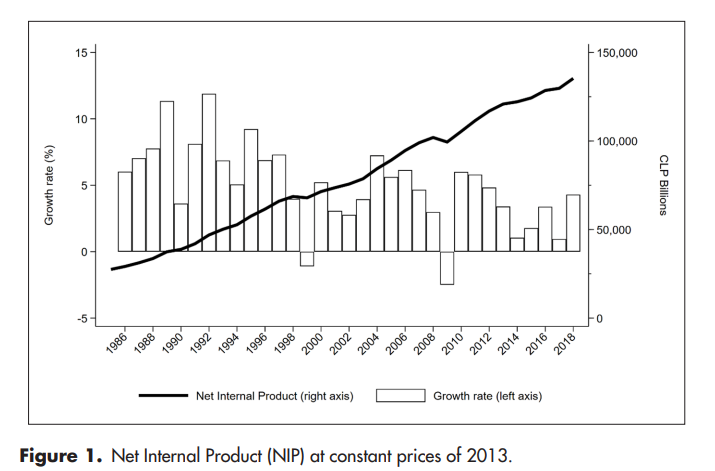 15
10
5
0
-5
Growth rate (%)
150,000
100,000
50,000
0
CLP Billions
1986 1988 1990 1992 1994 1996 1998 2000 2002 2004 2006 2008 2010 2012 2014 2016 2018
Net Internal Product (right axis) Growth rate (left axis)
Figure 1. Net Internal Product (NIP) at constant prices of 2013.